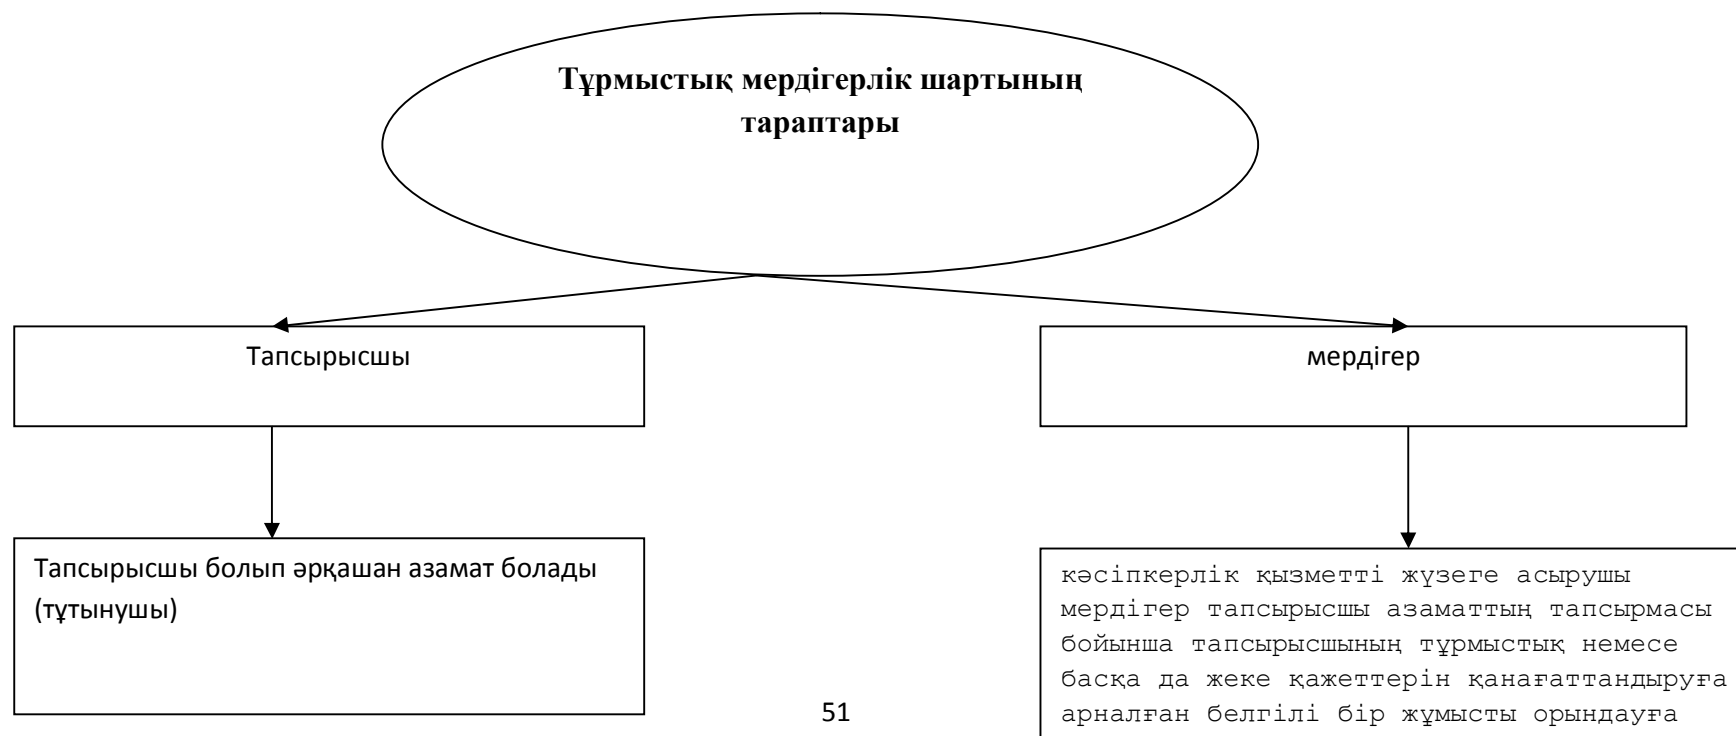 Тұрмыстық мердігерлік шартының
тараптары
Тапсырысшы
мердігер
Тапсырысшы болып әрқашан азамат болады
(тұтынушы)
кәсіпкерлік қызметті жүзеге асырушы
мердігер тапсырысшы азаматтың тапсырмасы
бойынша тапсырысшының тұрмыстық немесе
басқа да жеке қажеттерін қанағаттандыруға
арналған белгілі бір жұмысты орындауға
51